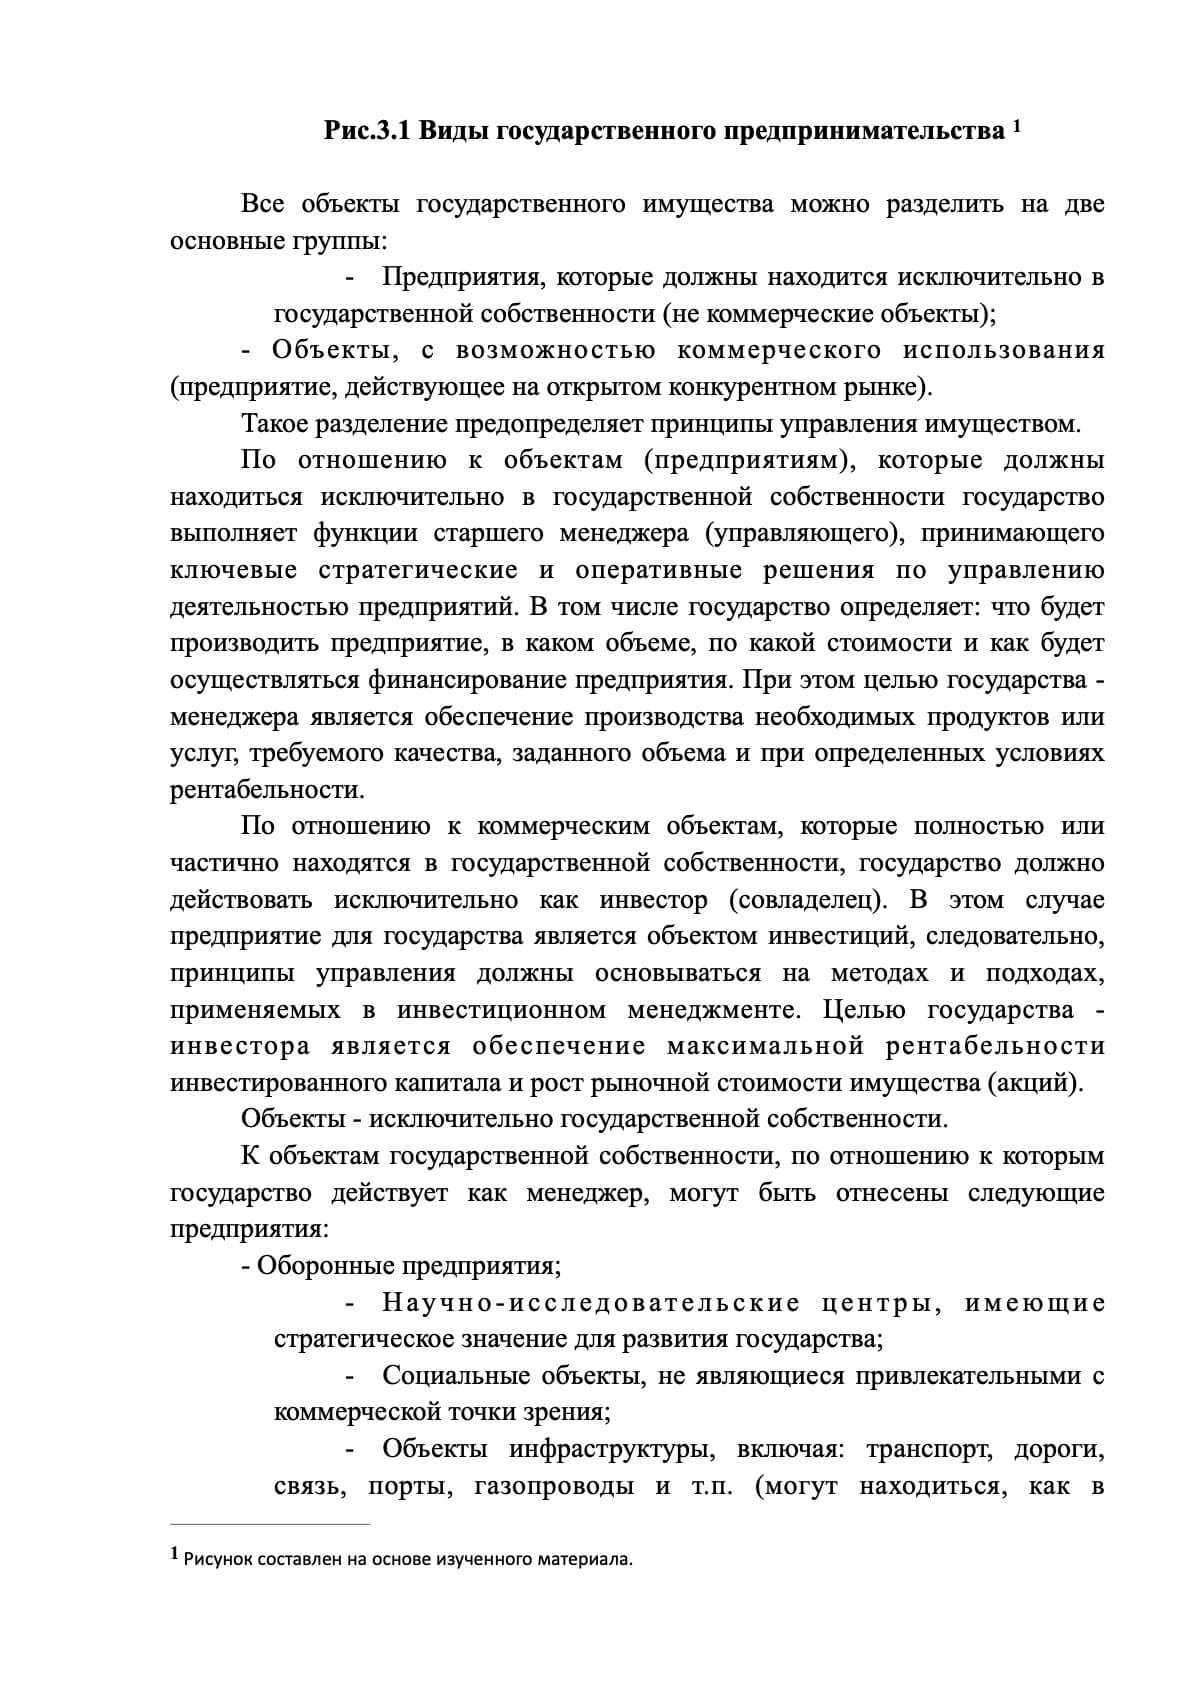 Рис.3.1 Виды государственного предпринимательства 1
Все объекты государственного имущества можно разделить на две
основные группы:
- Предприятия, которые должны находится исключительно в
государственной собственности (не коммерческие объекты);
- Объекты, с возможностью коммерческого использования
(предприятие, действующее на открытом конкурентном рынке).
Такое разделение предопределяет принципы управления имуществом.
По отношению к объектам (предприятиям), которые должны
находиться исключительно в государственной собственности государство
выполняет функции старшего менеджера (управляющего), принимающего
ключевые стратегические и оперативные решения по управлению
деятельностью предприятий. В том числе государство определяет: что будет
производить предприятие, в каком объеме, по какой стоимости и как будет
осуществляться финансирование предприятия. При этом целью государства -
менеджера является обеспечение производства необходимых продуктов или
услуг, требуемого качества, заданного объема и при определенных условиях
рентабельности.
По отношению к коммерческим объектам, которые полностью или
частично находятся в государственной собственности, государство должно
действовать исключительно как инвестор (совладелец). В этом случае
предприятие для государства является объектом инвестиций, следовательно,
принципы управления должны основываться на методах и подходах,
применяемых в инвестиционном менеджменте. Целью государства -
инвестора является обеспечение максимальной рентабельности
инвестированного капитала и рост рыночной стоимости имущества (акций).
Объекты - исключительно государственной собственности.
К объектам государственной собственности, по отношению к которым
государство действует как менеджер, могут быть отнесены следующие
предприятия:
- Оборонные предприятия;
- Научно-исследовательские центры, имеющие
стратегическое значение для развития государства;
- Социальные объекты, не являющиеся привлекательными с
коммерческой точки зрения;
- Объекты инфраструктуры, включая: транспорт, дороги,
связь, порты, газопроводы и т.п. (могут находиться, как в
1 Рисунок составлен на основе изученного материала.